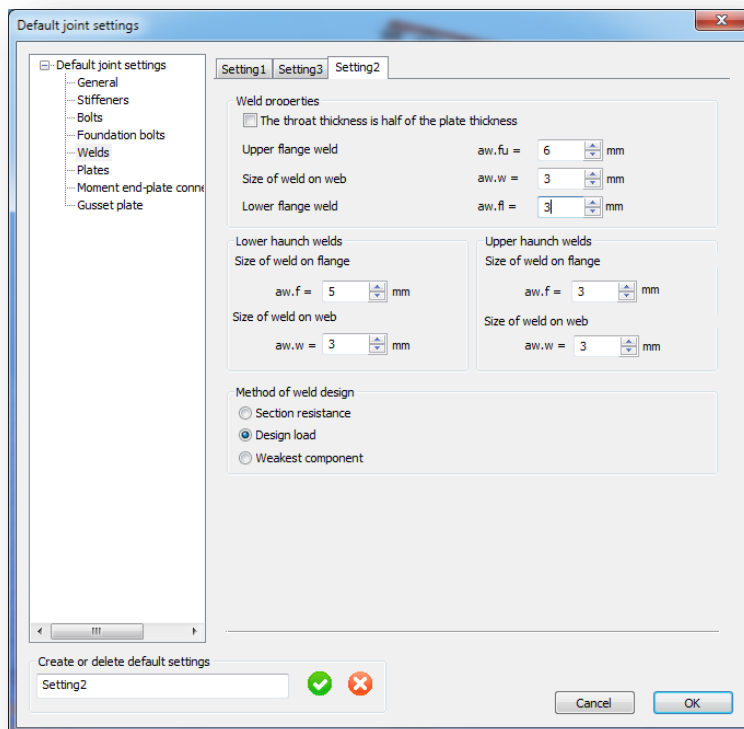 Default joint settings
Default joint settings
General
Stiffeners
Bolts
Foundation bolts
Welds
Plates
Moment end-plate conne
Gusset plate
Setting1 Setting3 Setting2
Weld properties
The throat thickness is half of the plate thickness
Upper flange weld aw.fu = 6 mm
Size of weld on web aw.w = 3 mm
Lower flange weld aw.fl = 3 mm
Lower haunch welds
Size of weld on flange
aw.f = 5 mm
Size of weld on web
aw.w = 3 mm
Upper haunch welds
Size of weld on flange
aw.f = 3 mm
Size of weld on web
aw.w = 3 mm
Method of weld design
Section resistance
Design load
Weakest component
Create or delete default settings
Setting2
Cancel OK